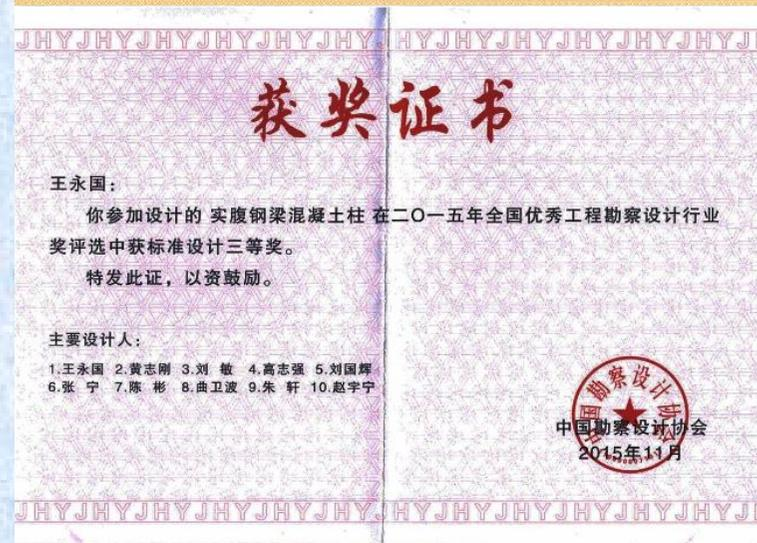 JHYJHYJHYJHYJHYJHYJHYJHYJHYJHYJ
获奖证书
王永国：
你参加设计的 实腹钢梁混凝土柱 在二〇一五年全国优秀工程勘察设计行业
奖评选中获标准设计三等奖。
特发此证，以资鼓励。
主要设计人：
1.王永国 2.黄志刚 3.刘 敏 4.高志强 5.刘国辉
6.张 宁 7.陈 彬 8.曲卫波 9.朱 轩 10.赵宇宁
中国勘察设计协会
中国勘察设计协会
2015年11月
JHYJHYJHYJHYJHYJHYJHYJHYJHYJHYJ